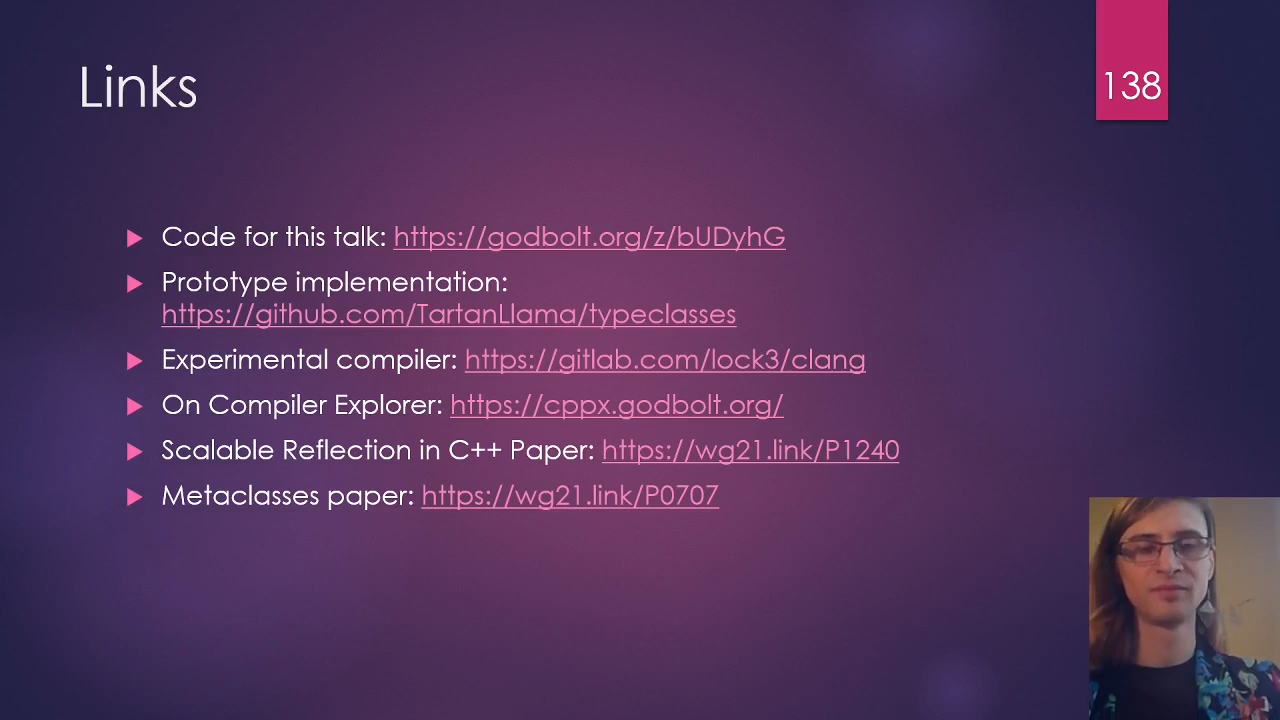 Links
138
Code for this talk: https://godbolt.org/z/bUDyhG
Prototype implementation:
https://github.com/TartanLlama/typeclasses
Experimental compiler: https://gitlab.com/lock3/clang
On Compiler Explorer: https://cppx.godbolt.org/
Scalable Reflection in C++ Paper: https://wg21.link/P1240
Metaclasses paper: https://wg21.link/P0707